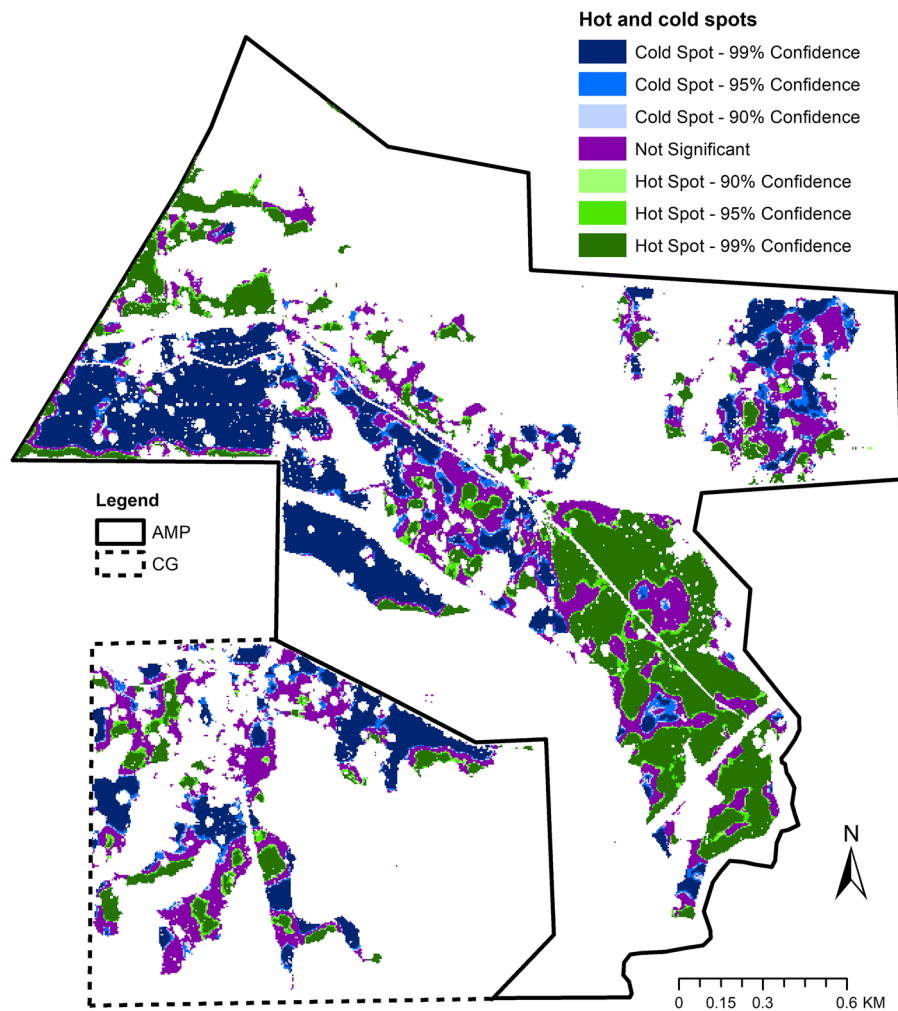 Hot and cold spots
Cold Spot - 99% Confidence
Cold Spot - 95% Confidence
Cold Spot - 90% Confidence
Not Significant
Hot Spot - 90% Confidence
Hot Spot - 95% Confidence
Hot Spot - 99% Confidence
Legend
AMP
CG
N
0 0.15 0.3 0.6 KM